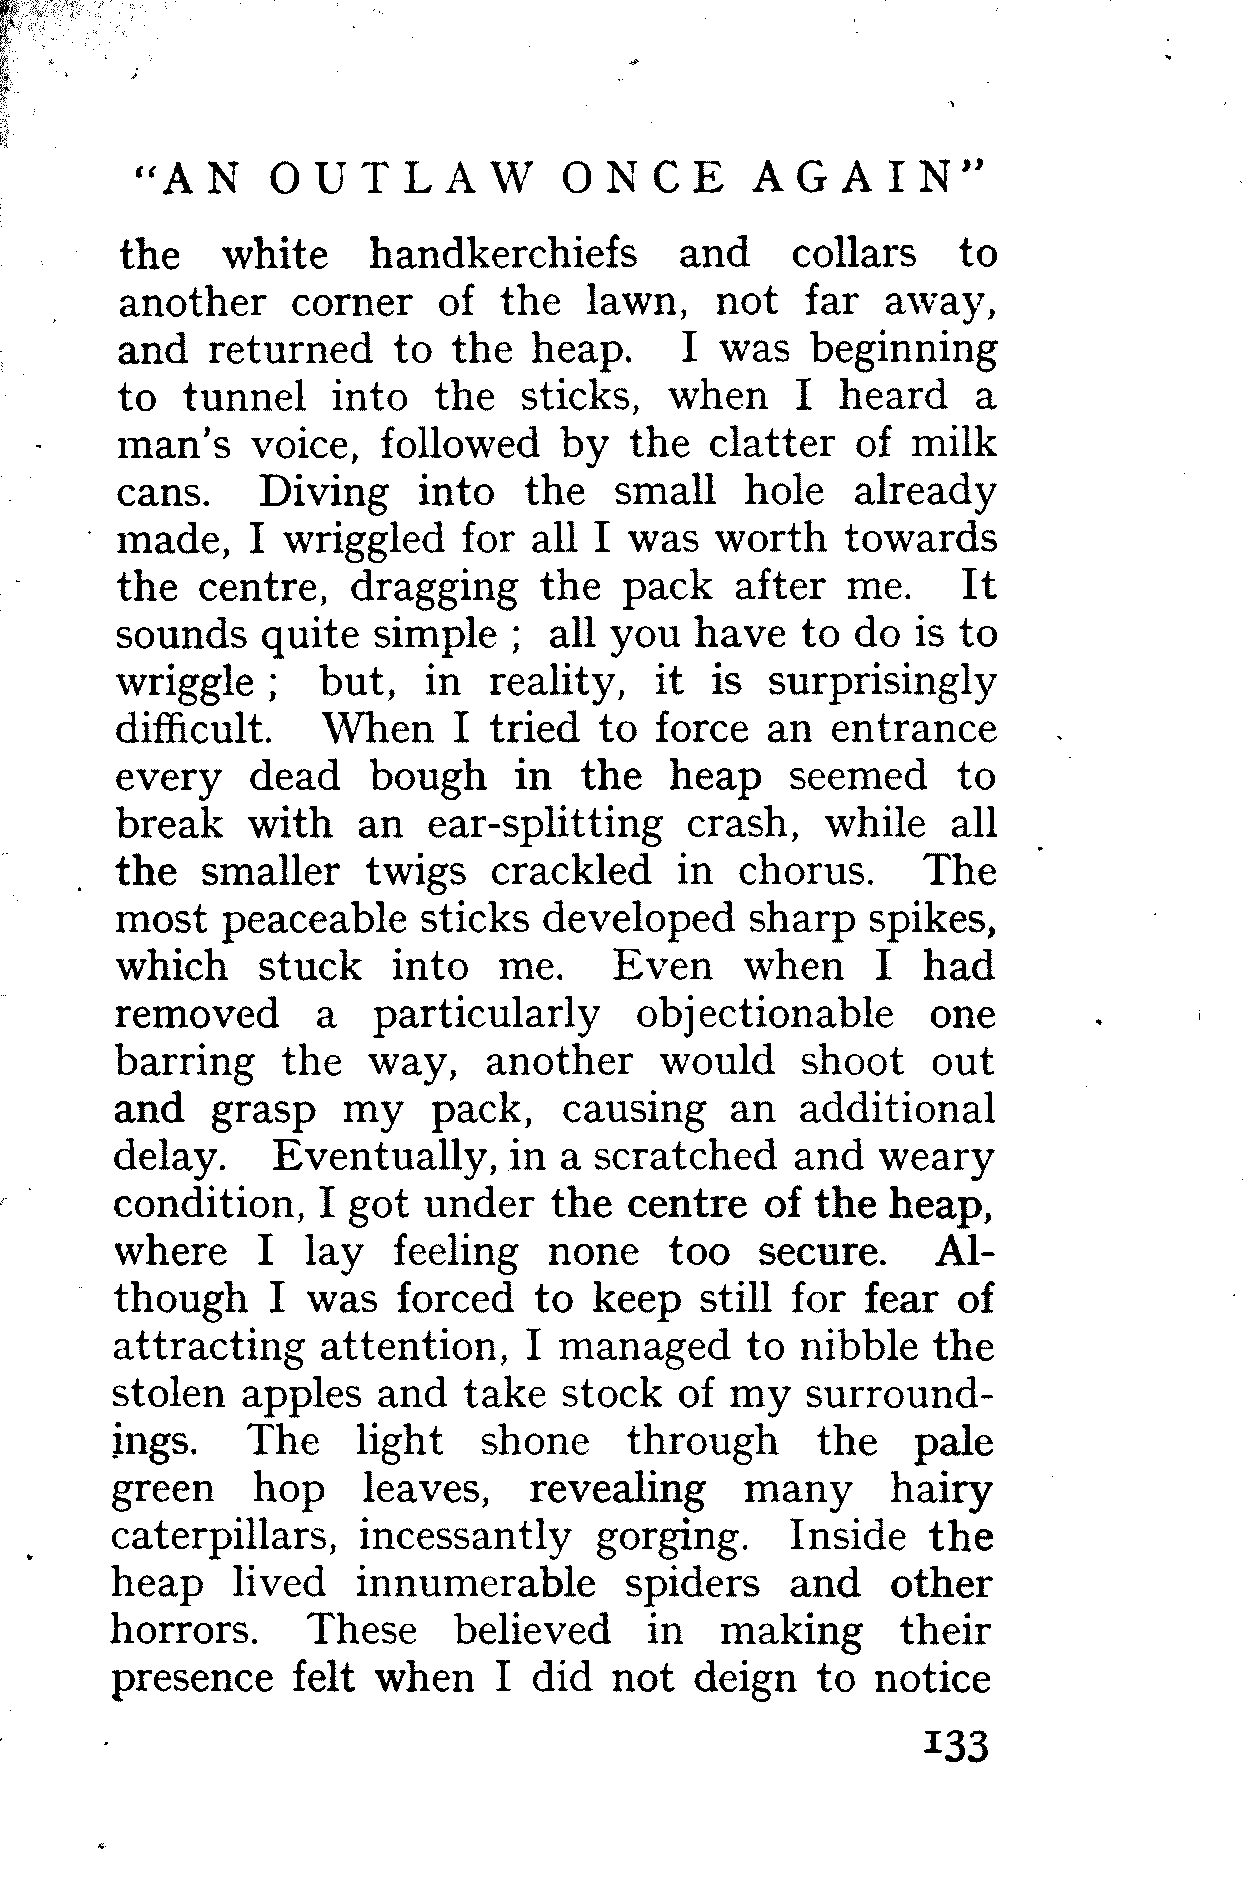 "AN OUTLAW ONCE AGAIN"
the white handkerchiefs and collars to
another corner of the lawn, not far away,
and returned to the heap. I was beginning
to tunnel into the sticks, when I heard a
man's voice, followed by the clatter of milk
cans. Diving into the small hole already
made, I wriggled for all I was worth towards
the centre, dragging the pack after me. It
sounds quite simple ; all you have to do is to
wriggle ; but, in reality, it is surprisingly
difficult. When I tried to force an entrance
every dead bough in the heap seemed to
break with an ear-splitting crash, while all
the smaller twigs crackled in chorus. The
most peaceable sticks developed sharp spikes,
which stuck into me. Even when I had
removed a particularly objectionable one
barring the way, another would shoot out
and grasp my pack, causing an additional
delay. Eventually, in a scratched and weary
condition, I got under the centre of the heap,
where I lay feeling none too secure. Al-
though I was forced to keep still for fear of
attracting attention, I managed to nibble the
stolen apples and take stock of my surround-
ings. The light shone through the pale
green hop leaves, revealing many hairy
caterpillars, incessantly gorging. Inside the
heap lived innumerable spiders and other
horrors. These believed in making their
presence felt when I did not deign to notice
133